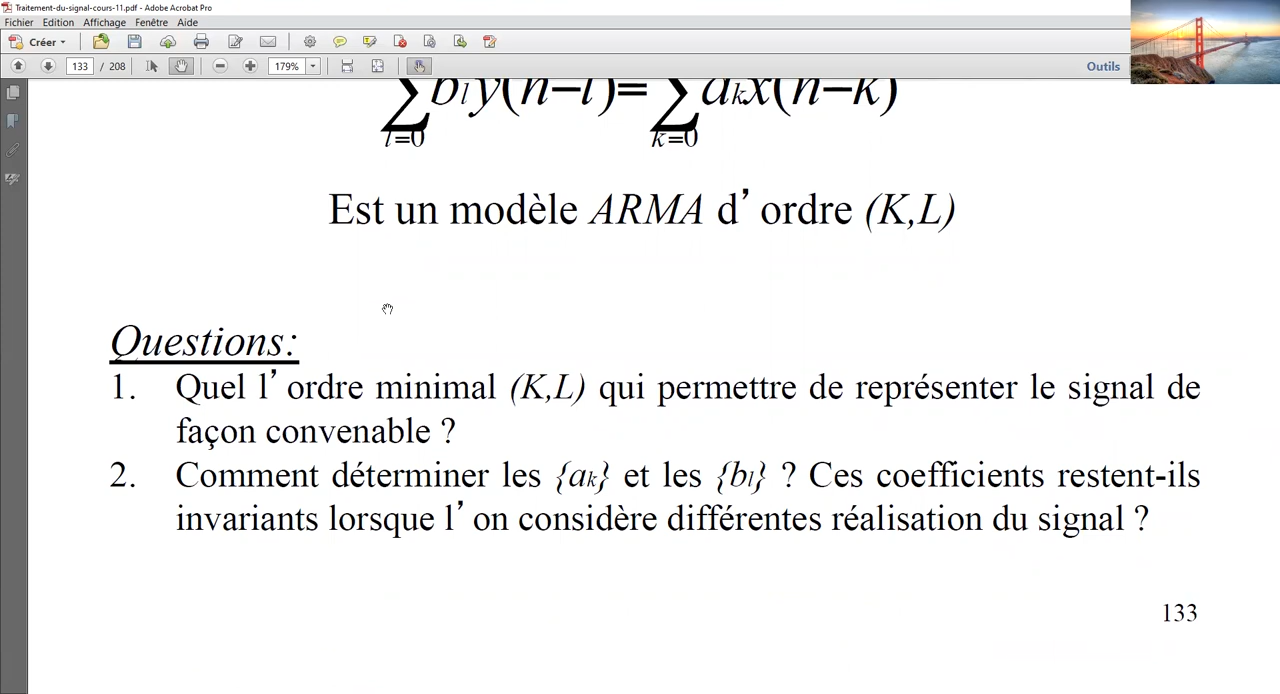 Traitement-du-signal-cours-11.pdf - Adobe Acrobat Pro
Fichier Edition Affichage Fenêtre Aide
Créer
133 / 208 179% Outils
∑ bly(n−l)= ∑ akx(n−k)
l=0 k=0
Est un modèle ARMA d’ordre (K,L)
Questions:
1. Quel l’ordre minimal (K,L) qui permettre de représenter le signal de
façon convenable ?
2. Comment déterminer les {ak} et les {bl} ? Ces coefficients restent-ils
invariants lorsque l’on considère différentes réalisation du signal ?
133